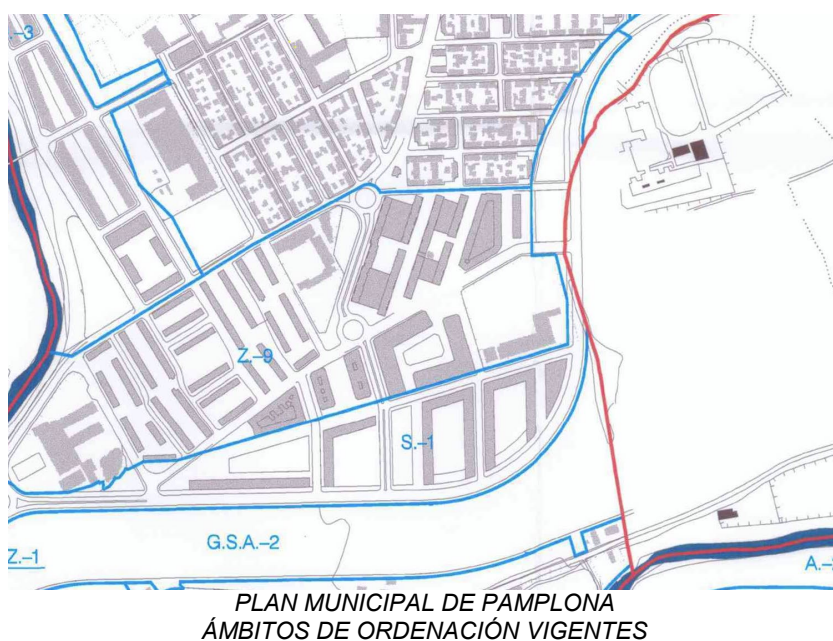 .-3
Z.-9
S.-1
G.S.A.-2
Z.-1
A.-
PLAN MUNICIPAL DE PAMPLONA
ÁMBITOS DE ORDENACIÓN VIGENTES